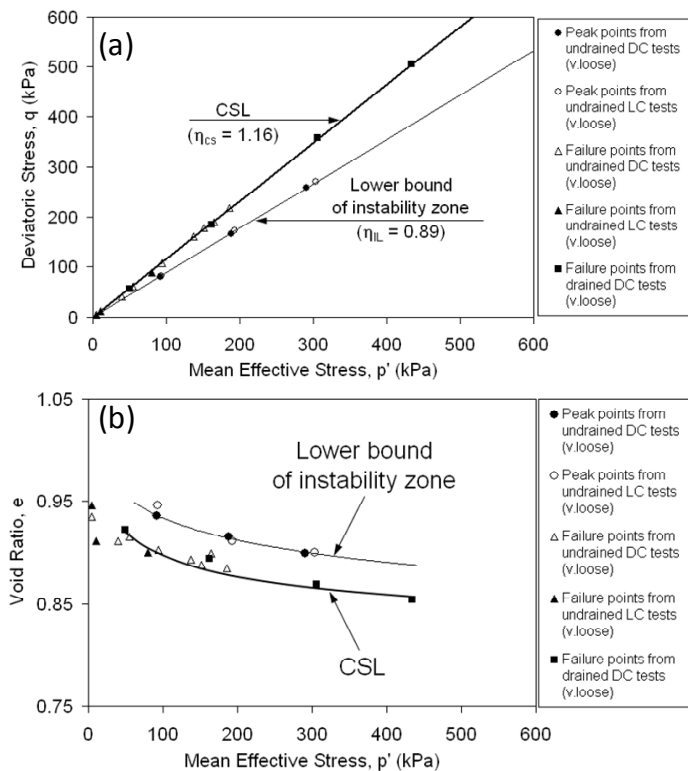 (a)
600
500
400
300
200
100
0
Deviatoric Stress, q (kPa)
CSL
(ηcs = 1.16)
Lower bound
of instability zone
(ηIL = 0.89)
0 100 200 300 400 500 600
Mean Effective Stress, p' (kPa)
Peak points from
undrained DC tests
(v.loose)
Peak points from
undrained LC tests
(v.loose)
Failure points from
undrained DC tests
(v.loose)
Failure points from
undrained LC tests
(v.loose)
Failure points from
drained DC tests
(v.loose)
(b)
1.05
0.95
0.85
0.75
Void Ratio, e
Lower bound
of instability zone
CSL
0 100 200 300 400 500
Mean Effective Stress, p' (kPa)
Peak points from
undrained DC tests
(v.loose)
Peak points from
undrained LC tests
(v.loose)
Failure points from
undrained DC tests
(v.loose)
Failure points from
undrained LC tests
(v.loose)
Failure points from
drained DC tests
(v.loose)